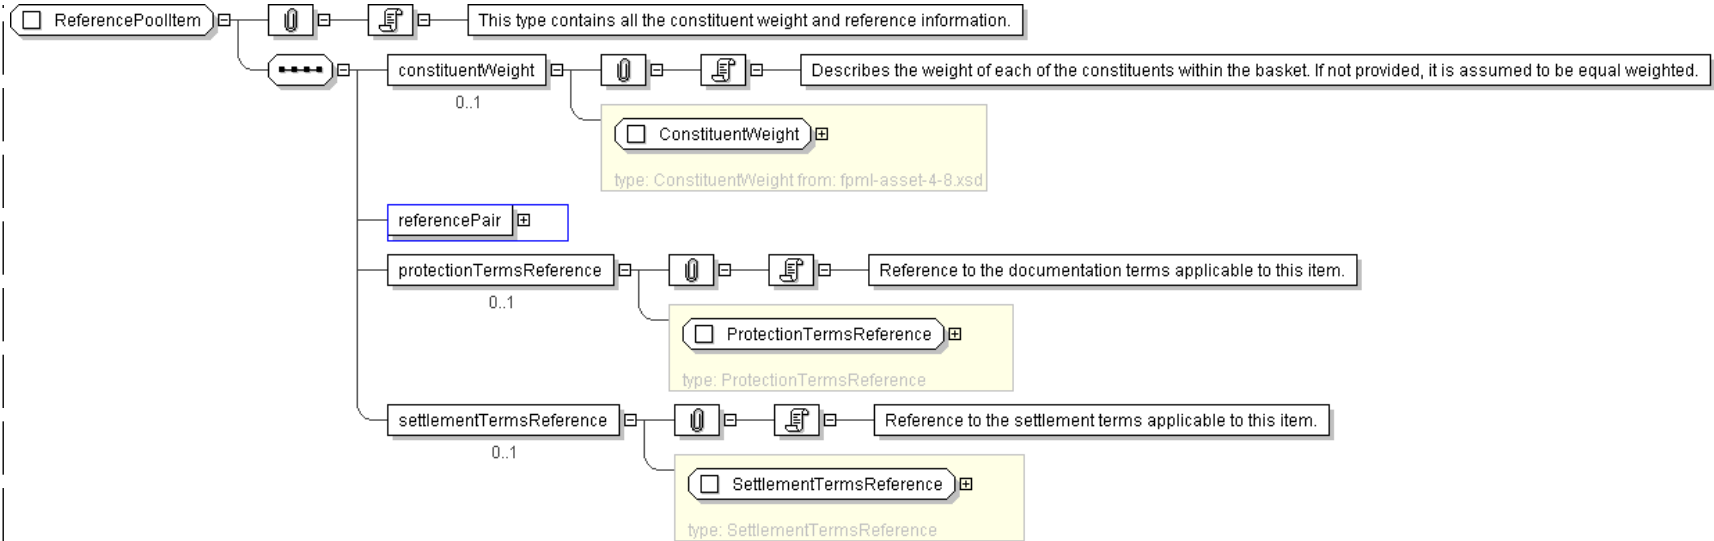 ReferencePoolItem
This type contains all the constituent weight and reference information.
constituentWeight
Describes the weight of each of the constituents within the basket. If not provided, it is assumed to be equal weighted.
0..1
ConstituentWeight
type: ConstituentWeight from: fpml-asset-4-8.xsd
referencePair
protectionTermsReference
Reference to the documentation terms applicable to this item.
0..1
ProtectionTermsReference
type: ProtectionTermsReference
settlementTermsReference
Reference to the settlement terms applicable to this item.
0..1
SettlementTermsReference
type: SettlementTermsReference